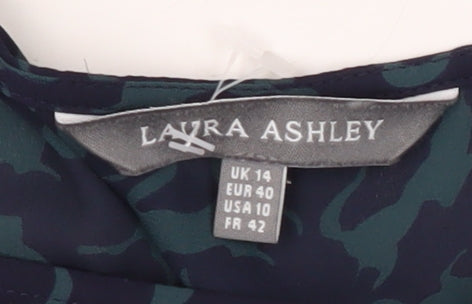 LAURA ASHLEY
UK 14
EUR 40
USA 10
FR 42